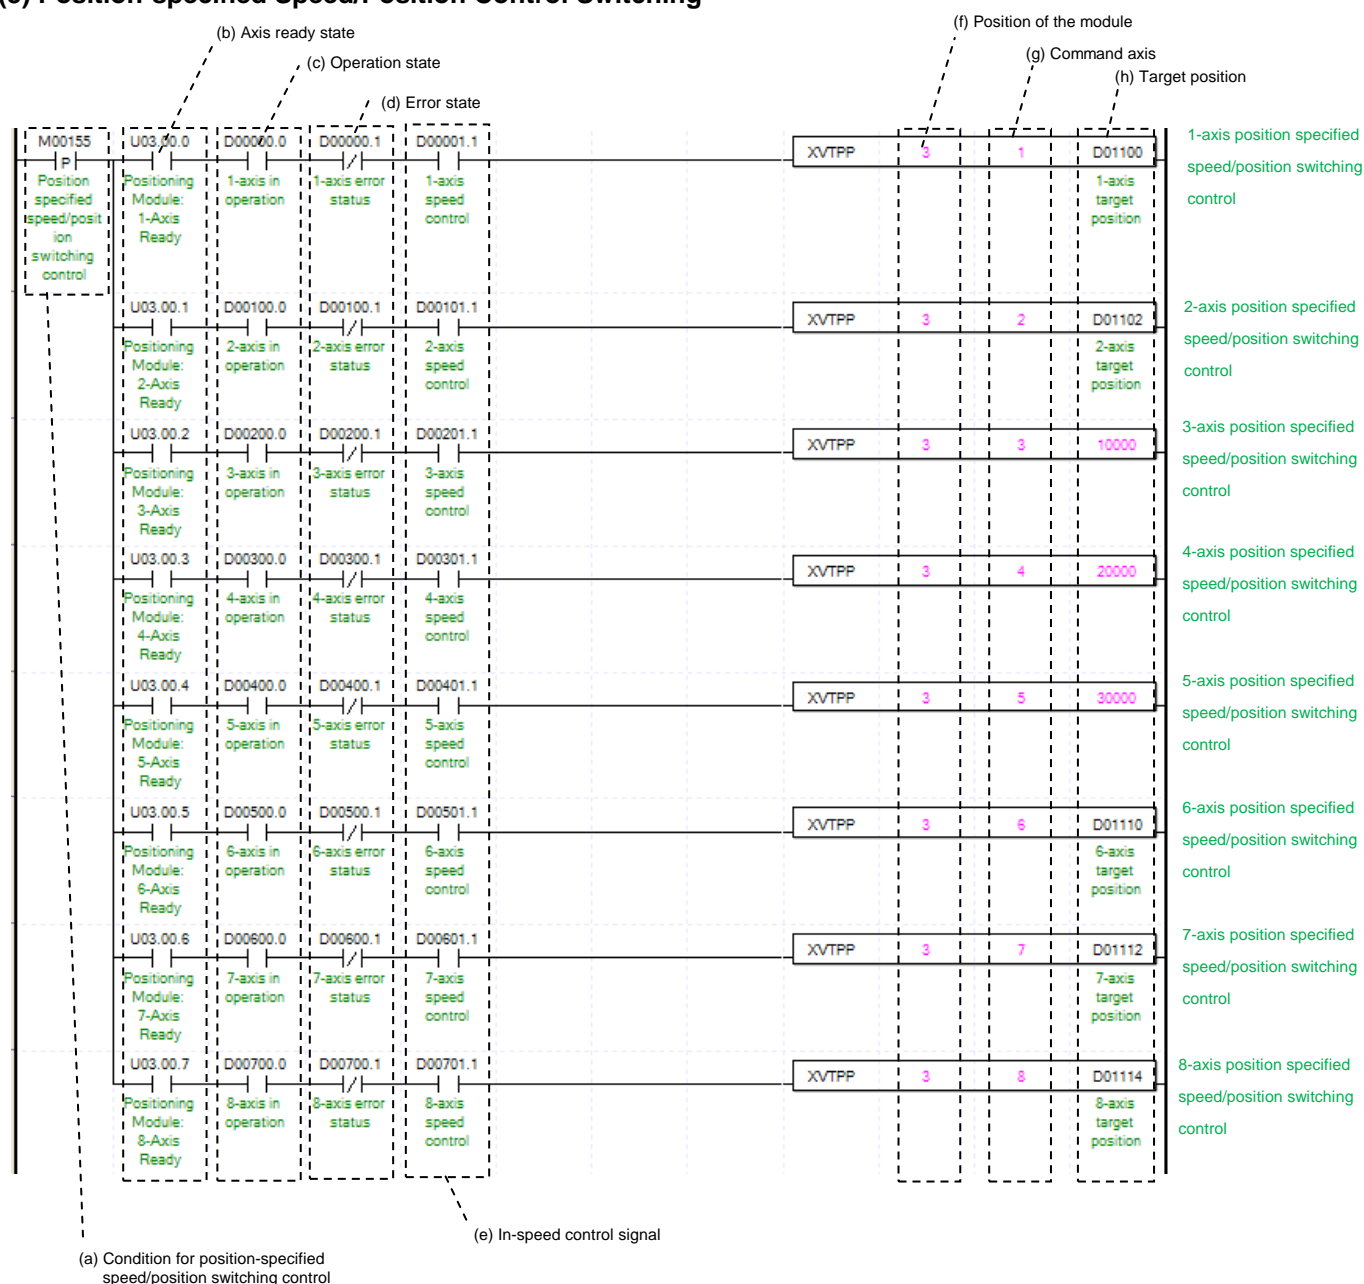 (e) Position-specified Speed/Position Control Switching
(f) Position of the module
(b) Axis ready state
(g) Command axis
(c) Operation state
(h) Target position
(d) Error state
M00155 U03.00.0 D00000.0 D00000.1 D00001.1
P
XVTPP 3 1 D01100
Position
specified
speed/posit
ion
switching
control
Positioning
Module:
1-Axis
Ready
1-axis in
operation
1-axis error
status
1-axis
speed
control
1-axis
target
position
1-axis position specified
speed/position switching
control
U03.00.1 D00100.0 D00100.1 D00101.1
XVTPP 3 2 D01102
Positioning
Module:
2-Axis
Ready
2-axis in
operation
2-axis error
status
2-axis
speed
control
2-axis
target
position
2-axis position specified
speed/position switching
control
U03.00.2 D00200.0 D00200.1 D00201.1
XVTPP 3 3 10000
Positioning
Module:
3-Axis
Ready
3-axis in
operation
3-axis error
status
3-axis
speed
control
3-axis position specified
speed/position switching
control
U03.00.3 D00300.0 D00300.1 D00301.1
XVTPP 3 4 20000
Positioning
Module:
4-Axis
Ready
4-axis in
operation
4-axis error
status
4-axis
speed
control
4-axis position specified
speed/position switching
control
U03.00.4 D00400.0 D00400.1 D00401.1
XVTPP 3 5 30000
Positioning
Module:
5-Axis
Ready
5-axis in
operation
5-axis error
status
5-axis
speed
control
5-axis position specified
speed/position switching
control
U03.00.5 D00500.0 D00500.1 D00501.1
XVTPP 3 6 D01110
Positioning
Module:
6-Axis
Ready
6-axis in
operation
6-axis error
status
6-axis
speed
control
6-axis
target
position
6-axis position specified
speed/position switching
control
U03.00.6 D00600.0 D00600.1 D00601.1
XVTPP 3 7 D01112
Positioning
Module:
7-Axis
Ready
7-axis in
operation
7-axis error
status
7-axis
speed
control
7-axis
target
position
7-axis position specified
speed/position switching
control
U03.00.7 D00700.0 D00700.1 D00701.1
XVTPP 3 8 D01114
Positioning
Module:
8-Axis
Ready
8-axis in
operation
8-axis error
status
8-axis
speed
control
8-axis
target
position
8-axis position specified
speed/position switching
control
(e) In-speed control signal
(a) Condition for position-specified
speed/position switching control